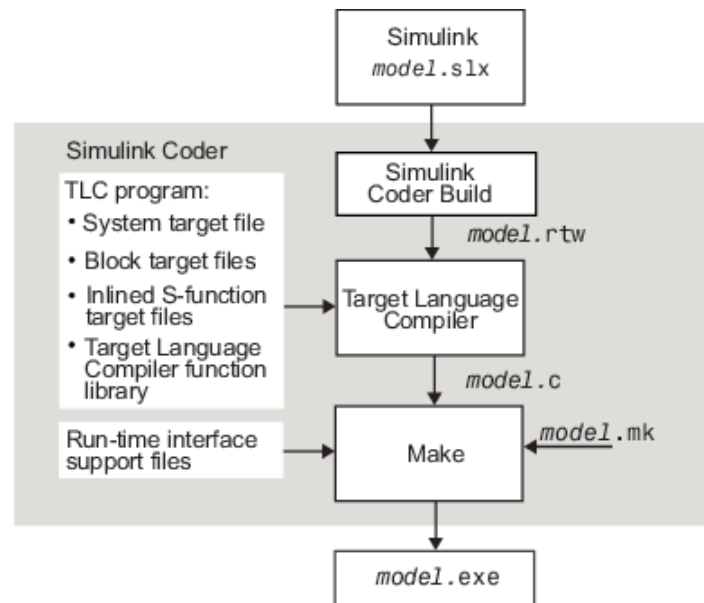 Simulink
model.slx
Simulink Coder
TLC program:
• System target file
• Block target files
• Inlined S-function
target files
• Target Language
Compiler function
library
Simulink
Coder Build
model.rtw
Target Language
Compiler
model.c
Run-time interface
support files
Make
model.mk
model.exe